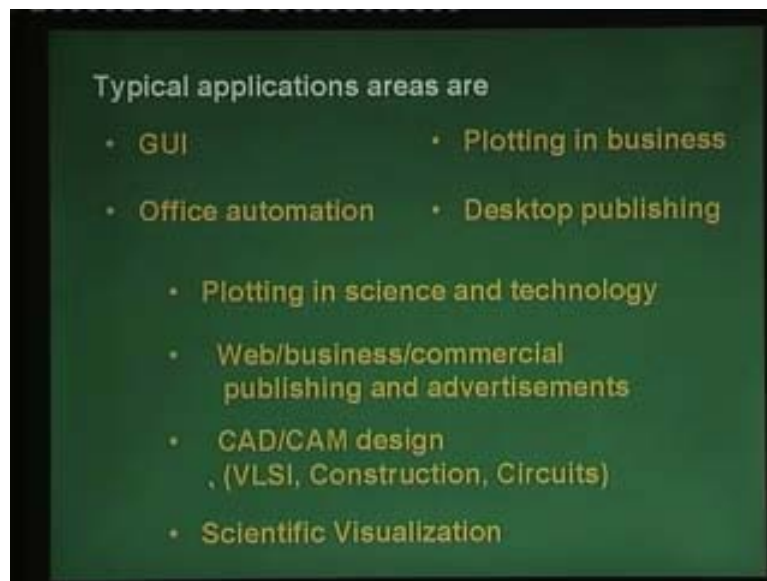 Typical applications areas are
• GUI • Plotting in business
• Office automation • Desktop publishing
• Plotting in science and technology
• Web/business/commercial
publishing and advertisements
• CAD/CAM design
(VLSI, Construction, Circuits)
• Scientific Visualization